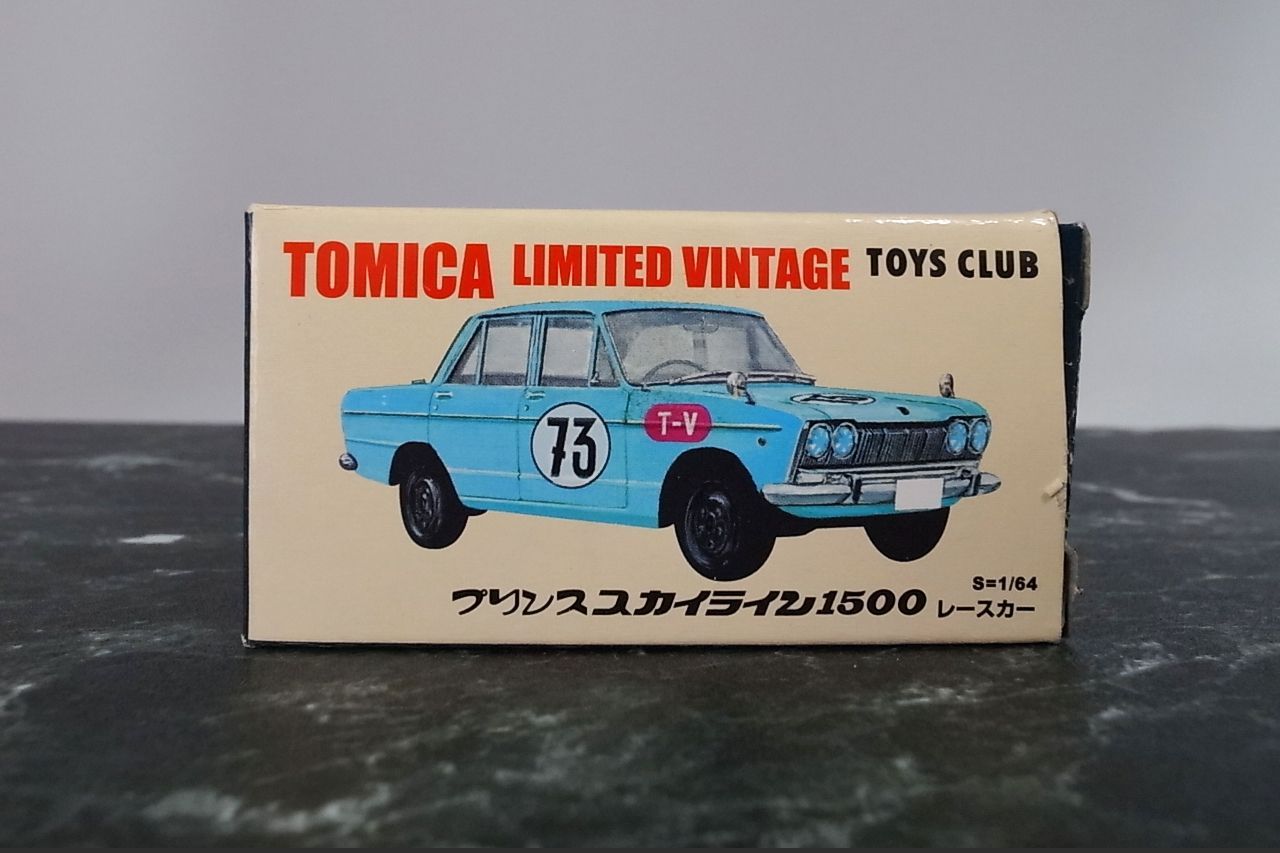 TOMICA LIMITED VINTAGE TOYS CLUB
73
T-V
S=1/64
プリンススカイライン1500 レースカー